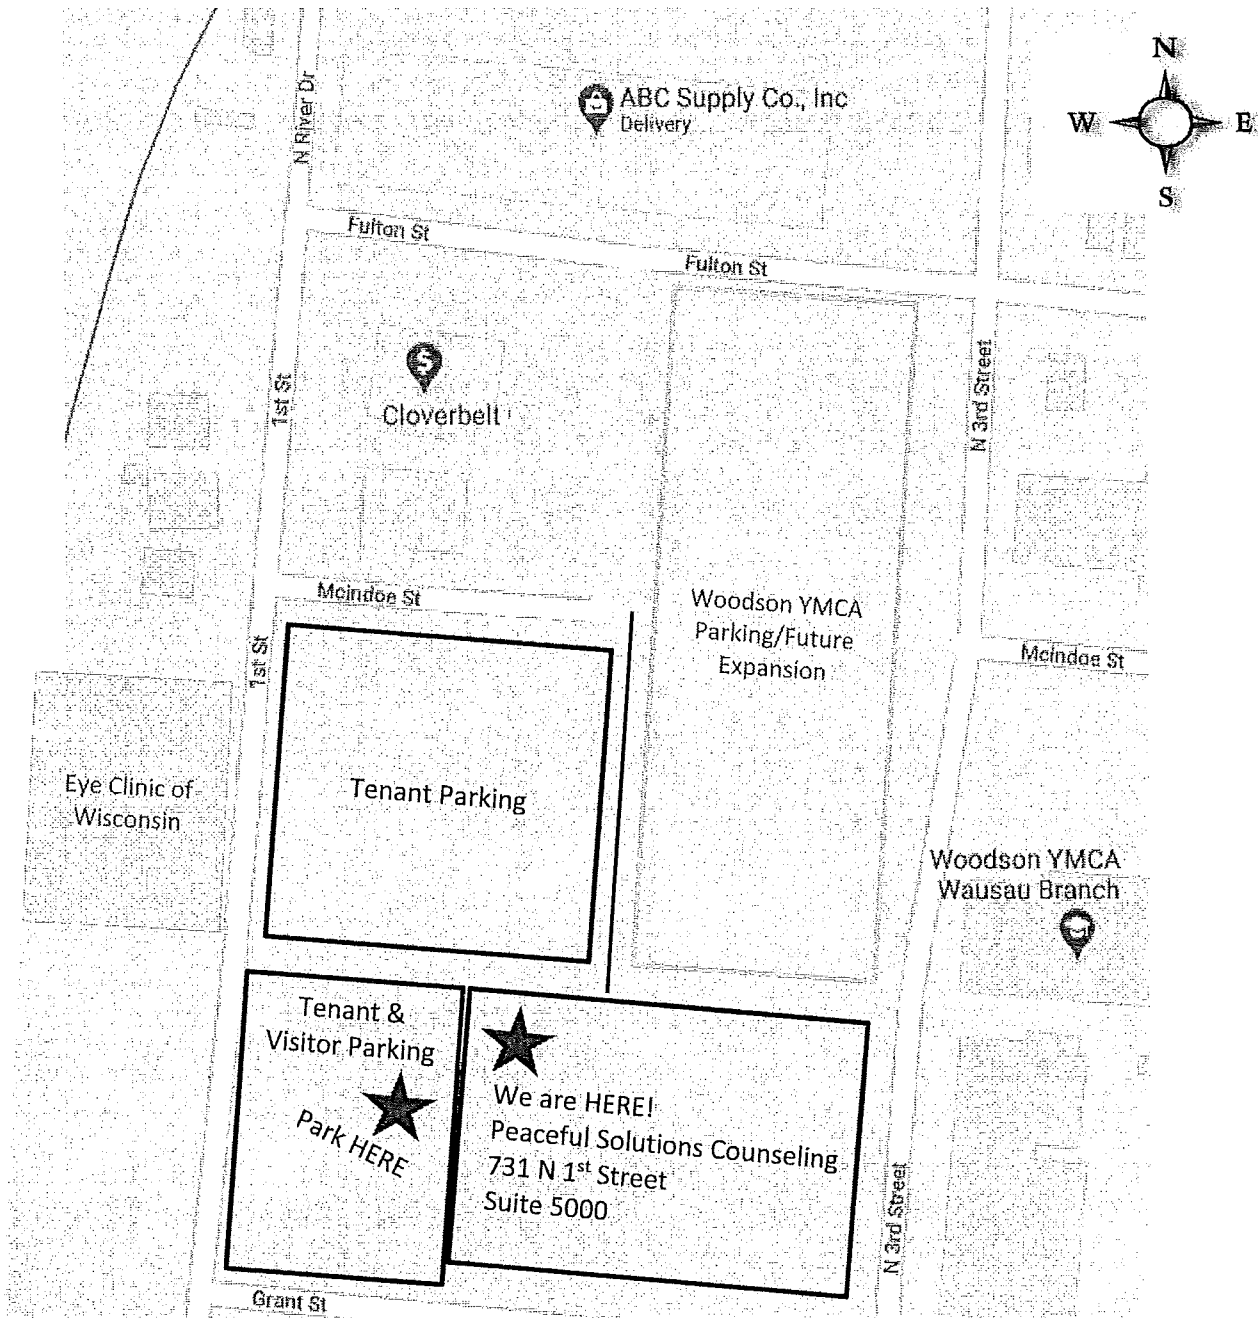 N
W E
S
N River Dr
ABC Supply Co., Inc
Delivery
Fulton St
Fulton St
1st St
Cloverbelt
N 3rd Street
Mcindoe St
Woodson YMCA
Parking/Future
Expansion
1st St
Mcindoe St
Eye Clinic of
Wisconsin
Tenant Parking
Woodson YMCA
Wausau Branch
Tenant &
Visitor Parking
Park HERE
We are HERE!
Peaceful Solutions Counseling
731 N 1st Street
Suite 5000
N 3rd Street
Grant St